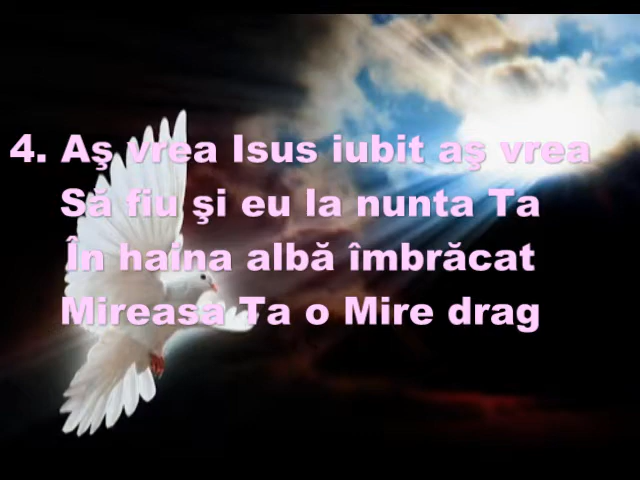 4. Aş vrea Isus iubit aş vrea
Să fiu şi eu la nunta Ta
În haina albă îmbrăcat
Mireasa Ta o Mire drag